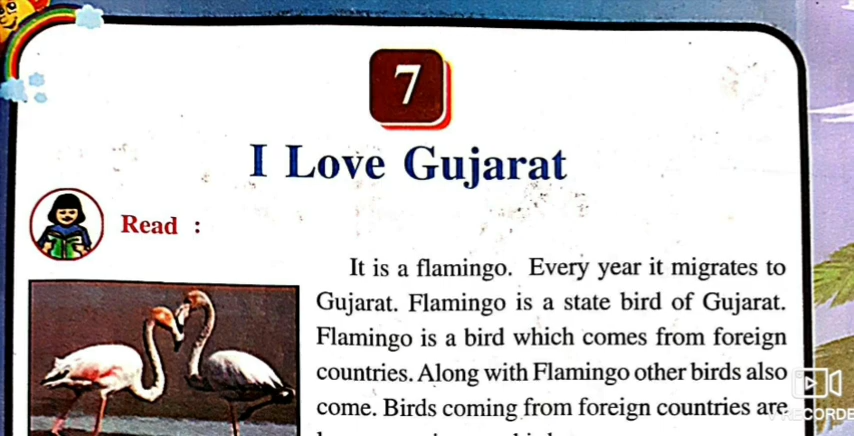 7
I Love Gujarat
Read :
It is a flamingo. Every year it migrates to
Gujarat. Flamingo is a state bird of Gujarat.
Flamingo is a bird which comes from foreign
countries. Along with Flamingo other birds also
come. Birds coming from foreign countries are
RECORDE